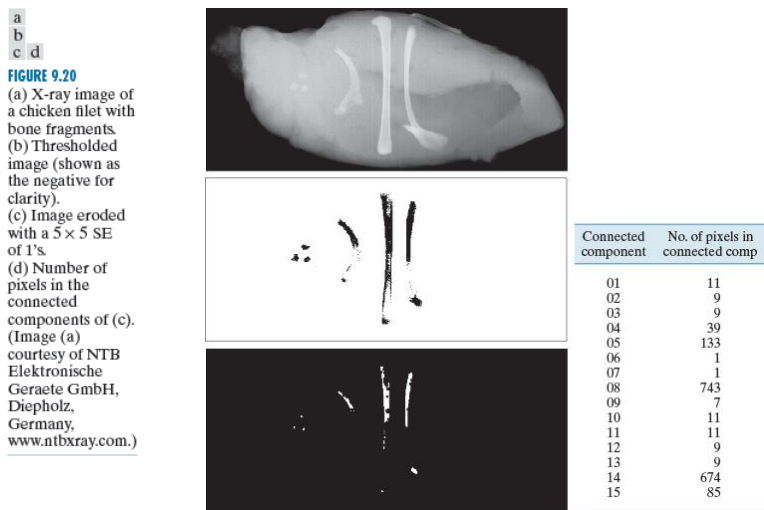 a
b
c d
FIGURE 9.20
(a) X-ray image of
a chicken filet with
bone fragments.
(b) Thresholded
image (shown as
the negative for
clarity).
(c) Image eroded
with a 5 × 5 SE
of 1's.
(d) Number of
pixels in the
connected
components of (c).
(Image (a)
courtesy of NTB
Elektronische
Geraete GmbH,
Diepholz,
Germany,
www.ntbxray.com.)
Connected No. of pixels in
component connected comp
01 11
02 9
03 9
04 39
05 133
06 1
07 1
08 743
09 7
10 11
11 11
12 9
13 9
14 674
15 85